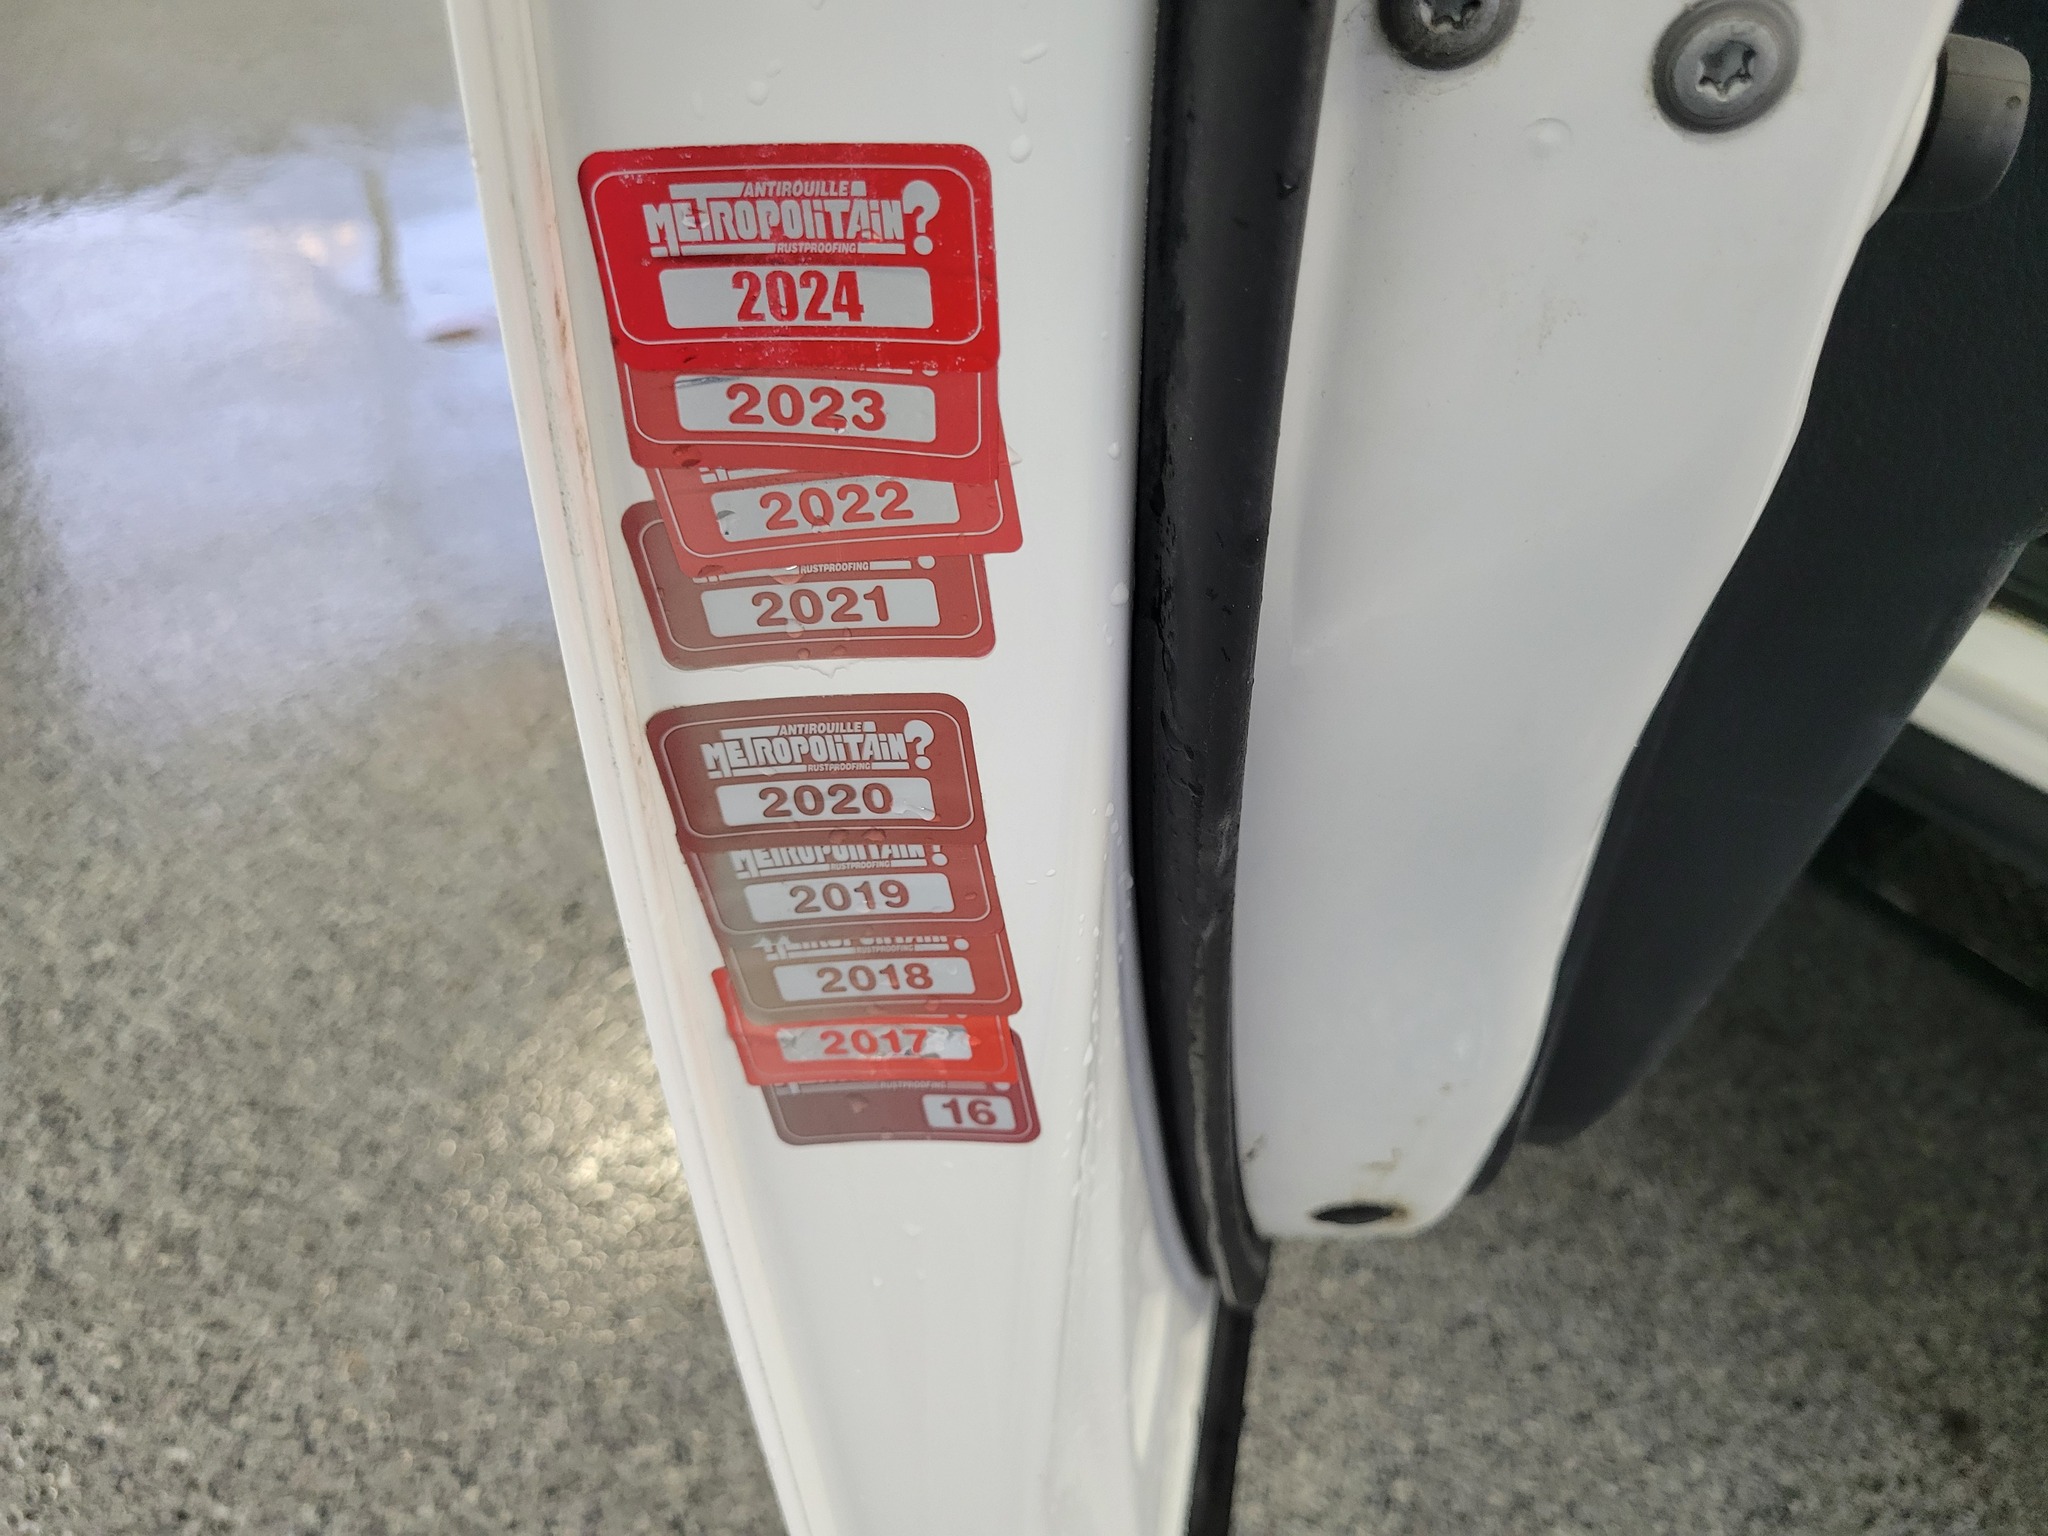 ANTIROUILLE
METROPOLITAIN?
RUSTPROOFING
2024
2023
2022
RUSTPROOFING
2021
ANTIROUILLE
METROPOLITAIN?
RUSTPROOFING
2020
METROPOLITAIN?
RUSTPROOFING
2019
METROPOLITAIN?
RUSTPROOFING
2018
2017
RUSTPROOFING
16